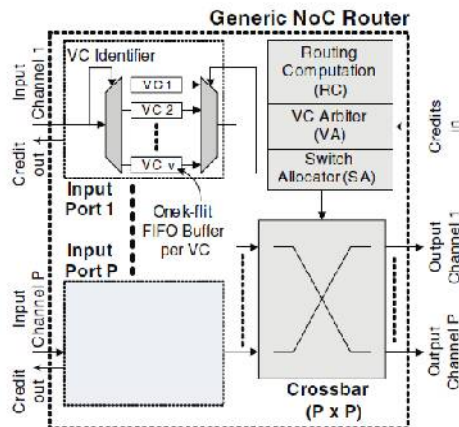 Generic NoC Router
VC Identifier
VC 1
VC 2
VC v
Input
Channel 1
Credit
out
Input
Port 1
One k-flit
FIFO Buffer
per VC
Routing
Computation
(RC)
VC Arbiter
(VA)
Switch
Allocator (SA)
Credits
in
Input
Port P
Input
Channel P
Credit
out
Output
Channel 1
Output
Channel P
Crossbar
(P x P)